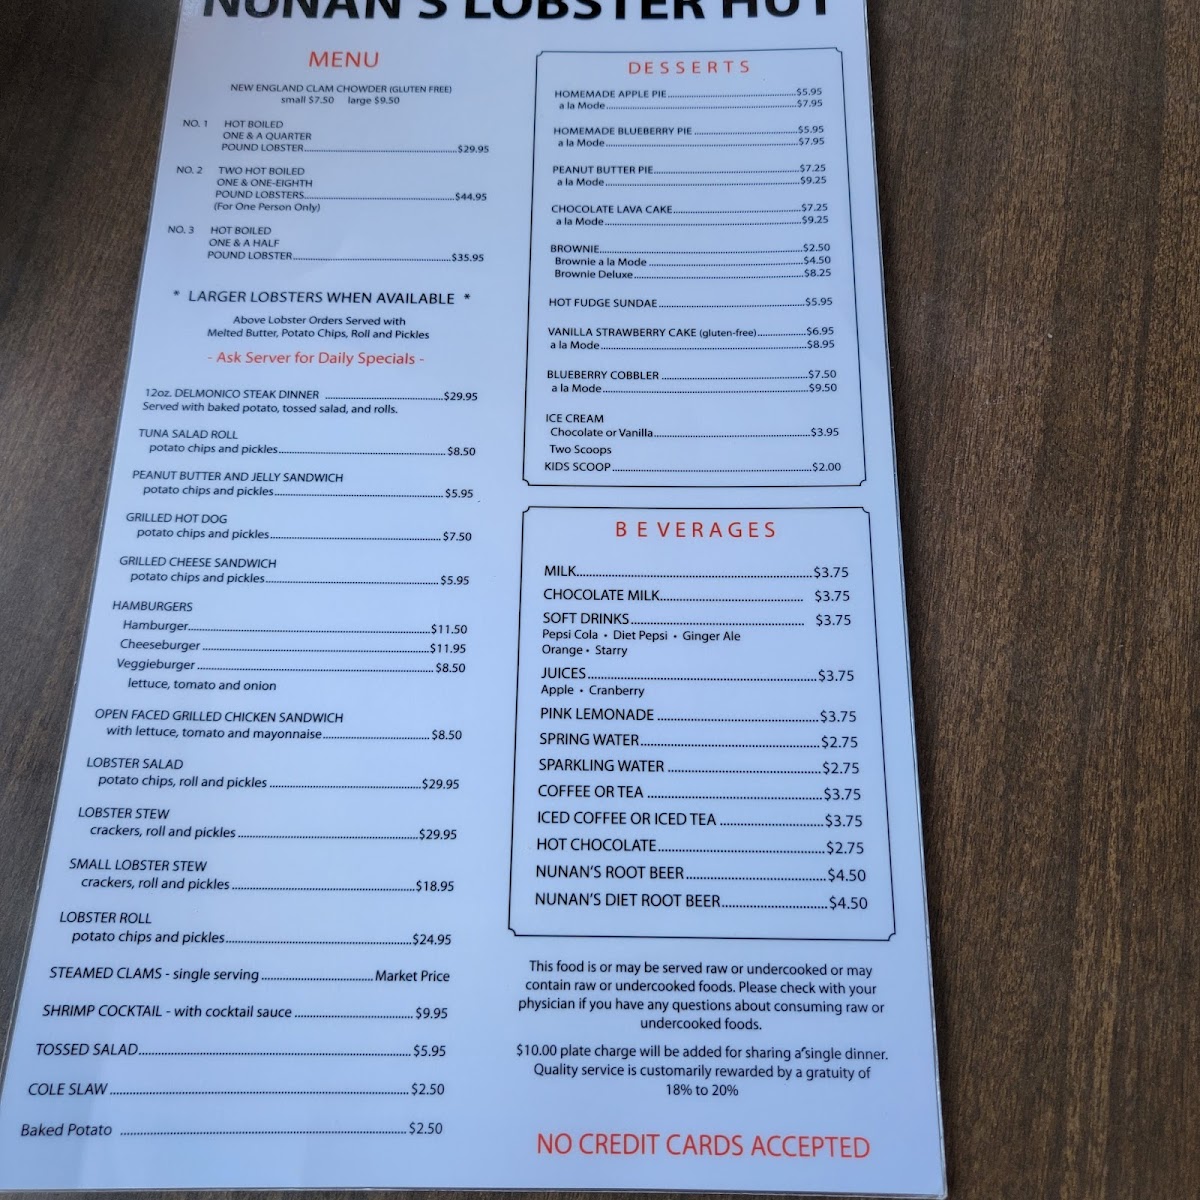 NUNAN'S LOBSTER HUT
MENU
NEW ENGLAND CLAM CHOWDER (GLUTEN FREE)
small $7.50 large $9.50
NO. 1 HOT BOILED
ONE & A QUARTER
POUND LOBSTER $29.95
NO. 2 TWO HOT BOILED
ONE & ONE-EIGHTH
POUND LOBSTERS $44.95
(For One Person Only)
NO. 3 HOT BOILED
ONE & A HALF
POUND LOBSTER $35.95
* LARGER LOBSTERS WHEN AVAILABLE *
Above Lobster Orders Served with
Melted Butter, Potato Chips, Roll and Pickles
- Ask Server for Daily Specials -
12oz. DELMONICO STEAK DINNER $29.95
Served with baked potato, tossed salad, and rolls.
TUNA SALAD ROLL
potato chips and pickles $8.50
PEANUT BUTTER AND JELLY SANDWICH
potato chips and pickles $5.95
GRILLED HOT DOG
potato chips and pickles $7.50
GRILLED CHEESE SANDWICH
potato chips and pickles $5.95
HAMBURGERS
Hamburger $11.50
Cheeseburger $11.95
Veggieburger $8.50
lettuce, tomato and onion
OPEN FACED GRILLED CHICKEN SANDWICH
with lettuce, tomato and mayonnaise $8.50
LOBSTER SALAD
potato chips, roll and pickles $29.95
LOBSTER STEW
crackers, roll and pickles $29.95
SMALL LOBSTER STEW
crackers, roll and pickles $18.95
LOBSTER ROLL
potato chips and pickles $24.95
STEAMED CLAMS - single serving Market Price
SHRIMP COCKTAIL - with cocktail sauce $9.95
TOSSED SALAD $5.95
COLE SLAW $2.50
Baked Potato $2.50
DESSERTS
HOMEMADE APPLE PIE $5.95
a la Mode $7.95
HOMEMADE BLUEBERRY PIE $5.95
a la Mode $7.95
PEANUT BUTTER PIE $7.25
a la Mode $9.25
CHOCOLATE LAVA CAKE $7.25
a la Mode $9.25
BROWNIE $2.50
Brownie a la Mode $4.50
Brownie Deluxe $8.25
HOT FUDGE SUNDAE $5.95
VANILLA STRAWBERRY CAKE (gluten-free) $6.95
a la Mode $8.95
BLUEBERRY COBBLER $7.50
a la Mode $9.50
ICE CREAM
Chocolate or Vanilla $3.95
Two Scoops
KIDS SCOOP $2.00
BEVERAGES
MILK $3.75
CHOCOLATE MILK $3.75
SOFT DRINKS $3.75
Pepsi Cola • Diet Pepsi • Ginger Ale
Orange • Starry
JUICES $3.75
Apple • Cranberry
PINK LEMONADE $3.75
SPRING WATER $2.75
SPARKLING WATER $2.75
COFFEE OR TEA $3.75
ICED COFFEE OR ICED TEA $3.75
HOT CHOCOLATE $2.75
NUNAN'S ROOT BEER $4.50
NUNAN'S DIET ROOT BEER $4.50
This food is or may be served raw or undercooked or may
contain raw or undercooked foods. Please check with your
physician if you have any questions about consuming raw or
undercooked foods.
$10.00 plate charge will be added for sharing a single dinner.
Quality service is customarily rewarded by a gratuity of
18% to 20%
NO CREDIT CARDS ACCEPTED